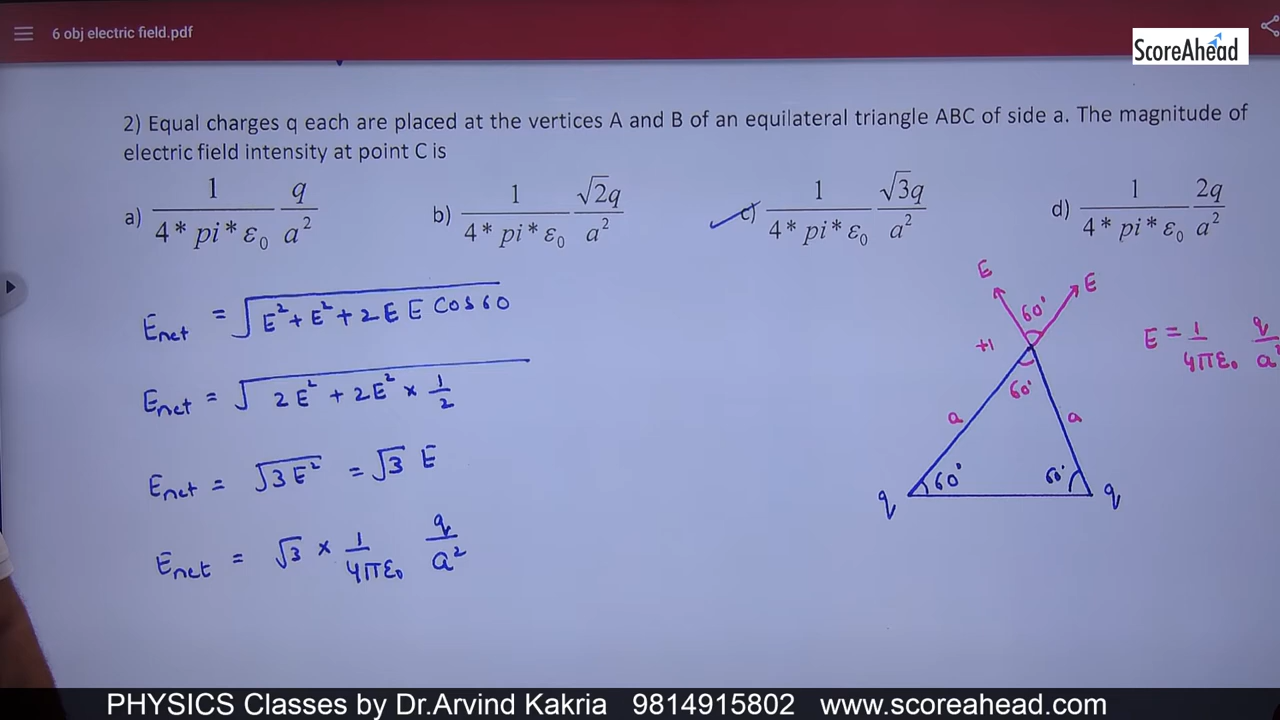 6 obj electric field.pdf
ScoreAhead
2) Equal charges q each are placed at the vertices A and B of an equilateral triangle ABC of side a. The magnitude of
electric field intensity at point C is
a) 1/(4* pi* ε₀) q/a²
b) 1/(4* pi* ε₀) √2q/a²
c) 1/(4* pi* ε₀) √3q/a²
d) 1/(4* pi* ε₀) 2q/a²
E_net = √(E² + E² + 2 E E Cos 60)
E_net = √(2E² + 2E² × 1/2)
E_net = √(3E²) = √3 E
E_net = √3 × 1/(4πε₀) q/a²
E
E
60°
+1
60°
a
a
60°
60°
q
q
E = 1/(4πε₀) q/a²
PHYSICS Classes by Dr.Arvind Kakria 9814915802 www.scoreahead.com